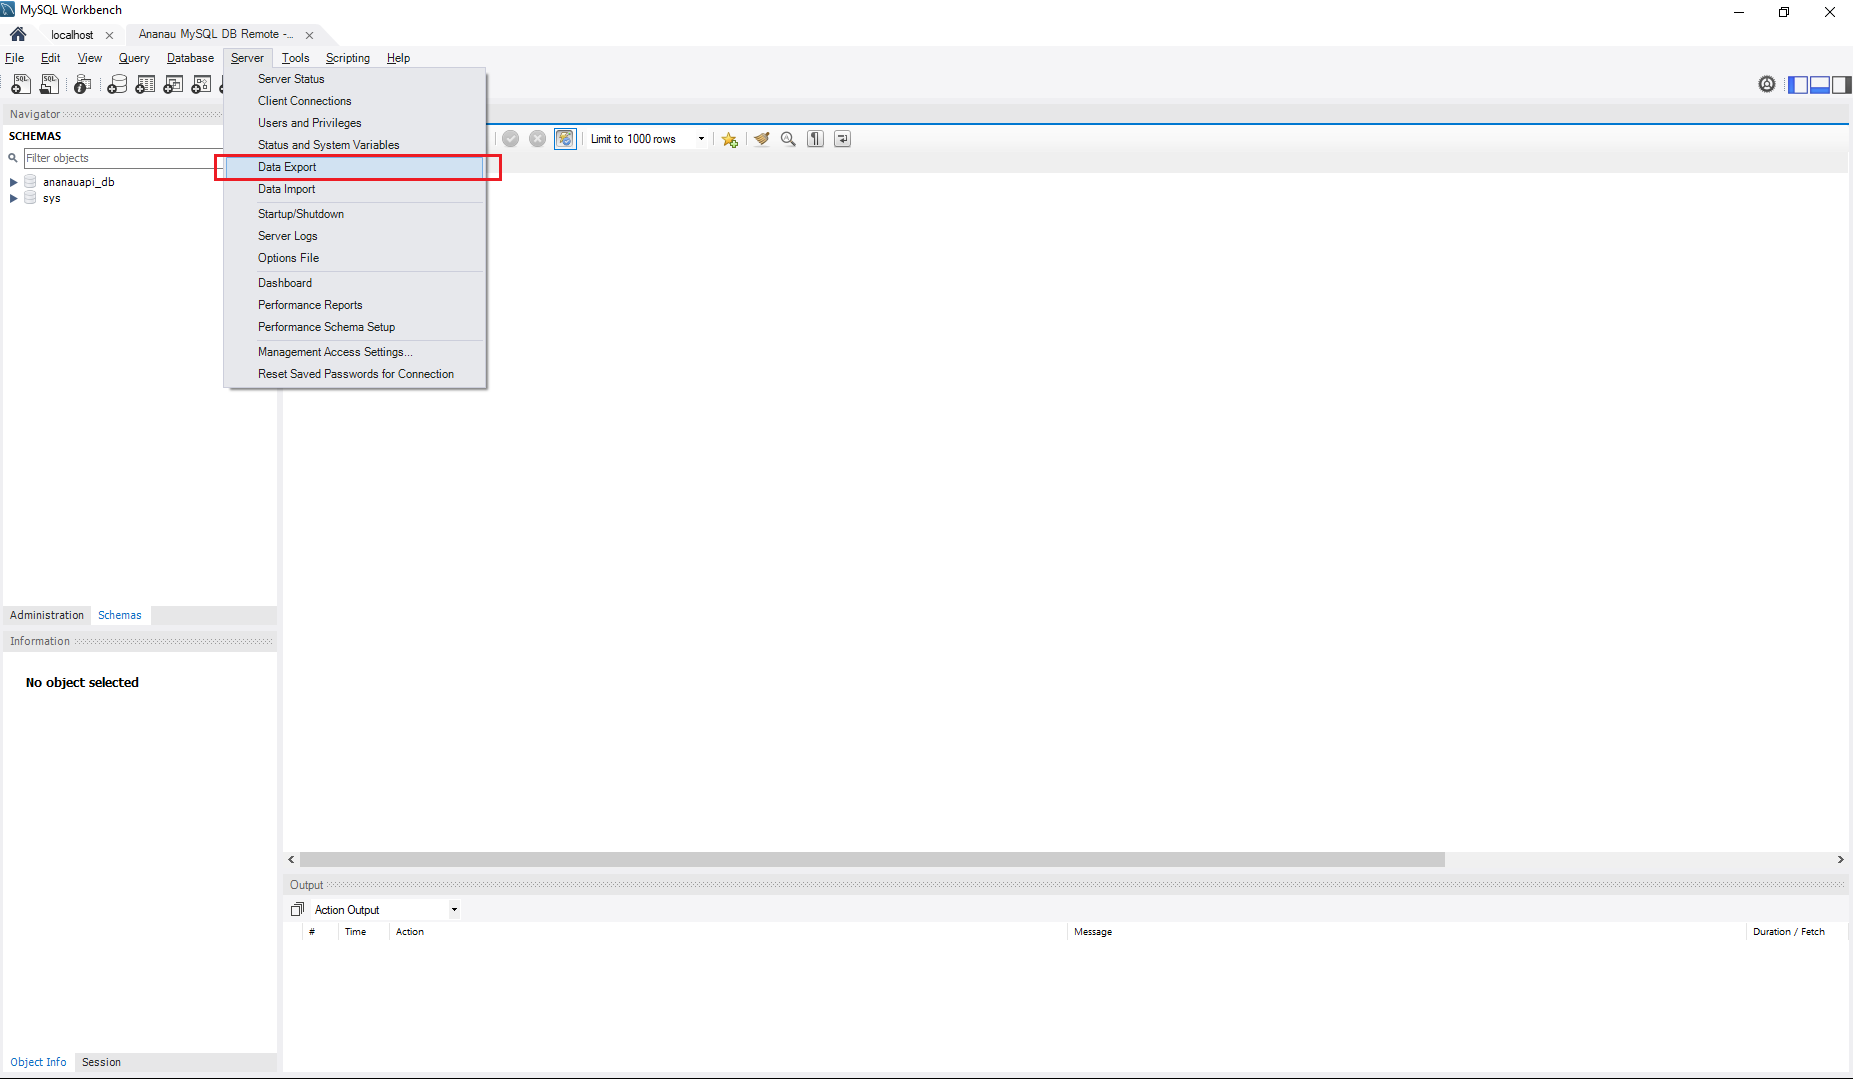 MySQL Workbench
localhost
Ananau MySQL DB Remote -...
File Edit View Query Database Server Tools Scripting Help
Server Status
Client Connections
Users and Privileges
Status and System Variables
Data Export
Data Import
Startup/Shutdown
Server Logs
Options File
Dashboard
Performance Reports
Performance Schema Setup
Management Access Settings...
Reset Saved Passwords for Connection
SQL
SQL
Limit to 1000 rows
Navigator
SCHEMAS
Filter objects
ananauapi_db
sys
Administration Schemas
Information
No object selected
Object Info Session
Output
Action Output
# Time Action Message Duration / Fetch